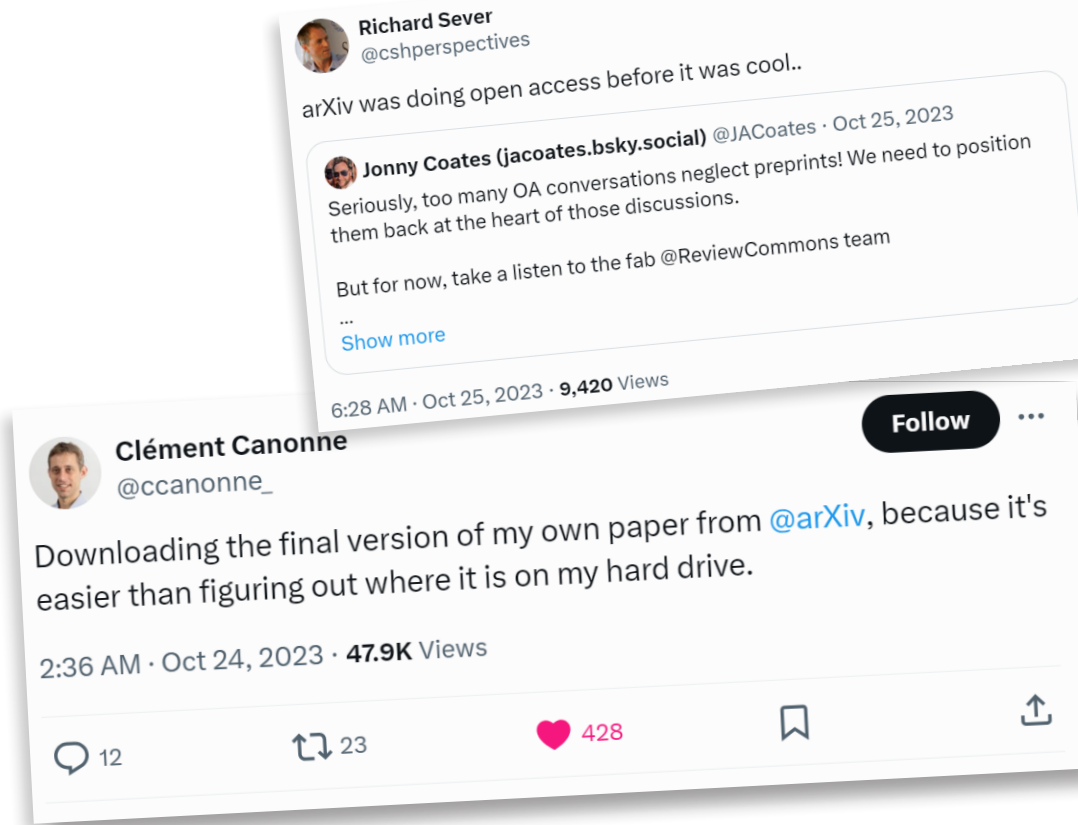 Richard Sever
@cshperspectives
arXiv was doing open access before it was cool..
Jonny Coates (jacoates.bsky.social) @JACoates · Oct 25, 2023
Seriously, too many OA conversations neglect preprints! We need to position
them back at the heart of those discussions.
But for now, take a listen to the fab @ReviewCommons team
...
Show more
6:28 AM · Oct 25, 2023 · 9,420 Views
Clément Canonne
@ccanonne_
Follow
Downloading the final version of my own paper from @arXiv, because it's
easier than figuring out where it is on my hard drive.
2:36 AM · Oct 24, 2023 · 47.9K Views
12 23 428